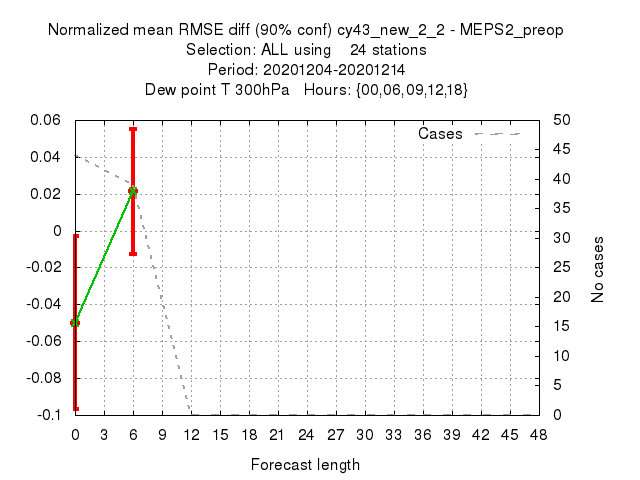 Normalized mean RMSE diff (90% conf) cy43_new_2_2 - MEPS2_preop
Selection: ALL using 24 stations
Period: 20201204-20201214
Dew point T 300hPa Hours: {00,06,09,12,18}
Cases
0.06
0.04
0.02
0
-0.02
-0.04
-0.06
-0.08
-0.1
50
45
40
35
30
25
20
15
10
5
0
No cases
0 3 6 9 12 15 18 21 24 27 30 33 36 39 42 45 48
Forecast length